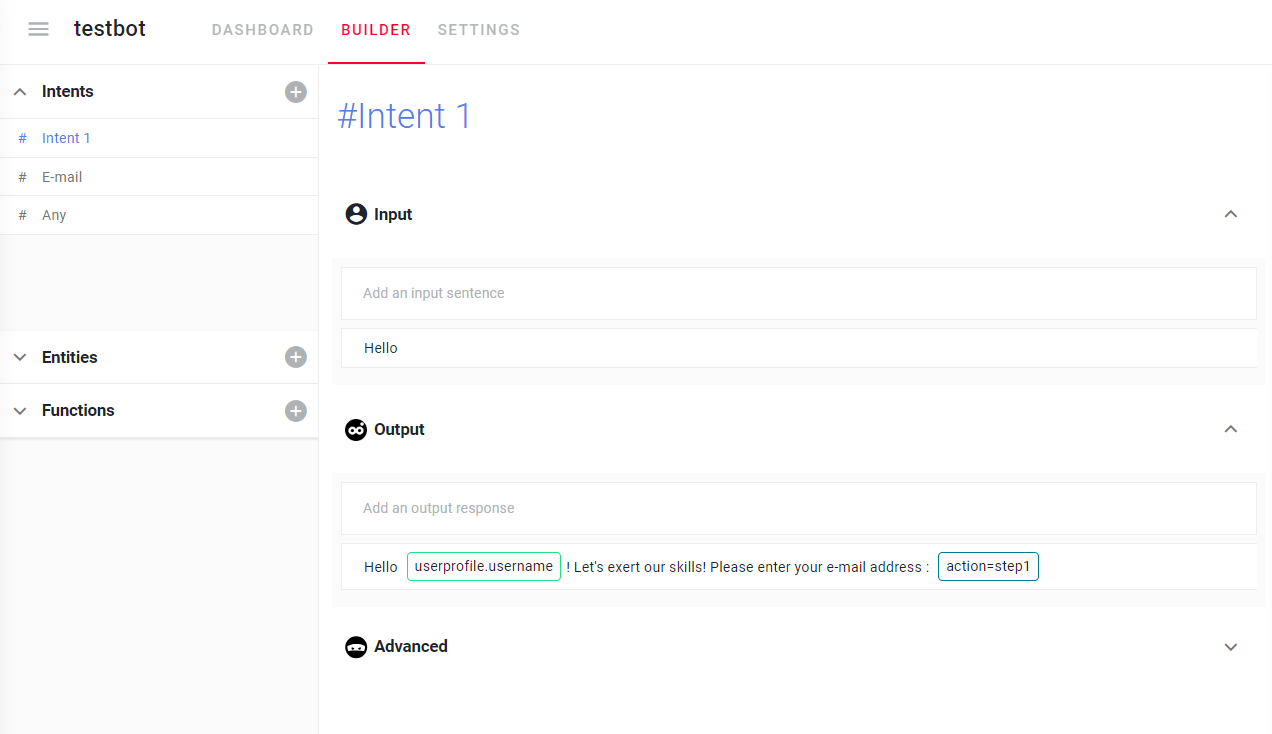 testbot
DASHBOARD BUILDER SETTINGS
Intents
# Intent 1
# E-mail
# Any
Entities
Functions
#Intent 1
Input
Add an input sentence
Hello
Output
Add an output response
Hello userprofile.username ! Let's exert our skills! Please enter your e-mail address : action=step1
Advanced